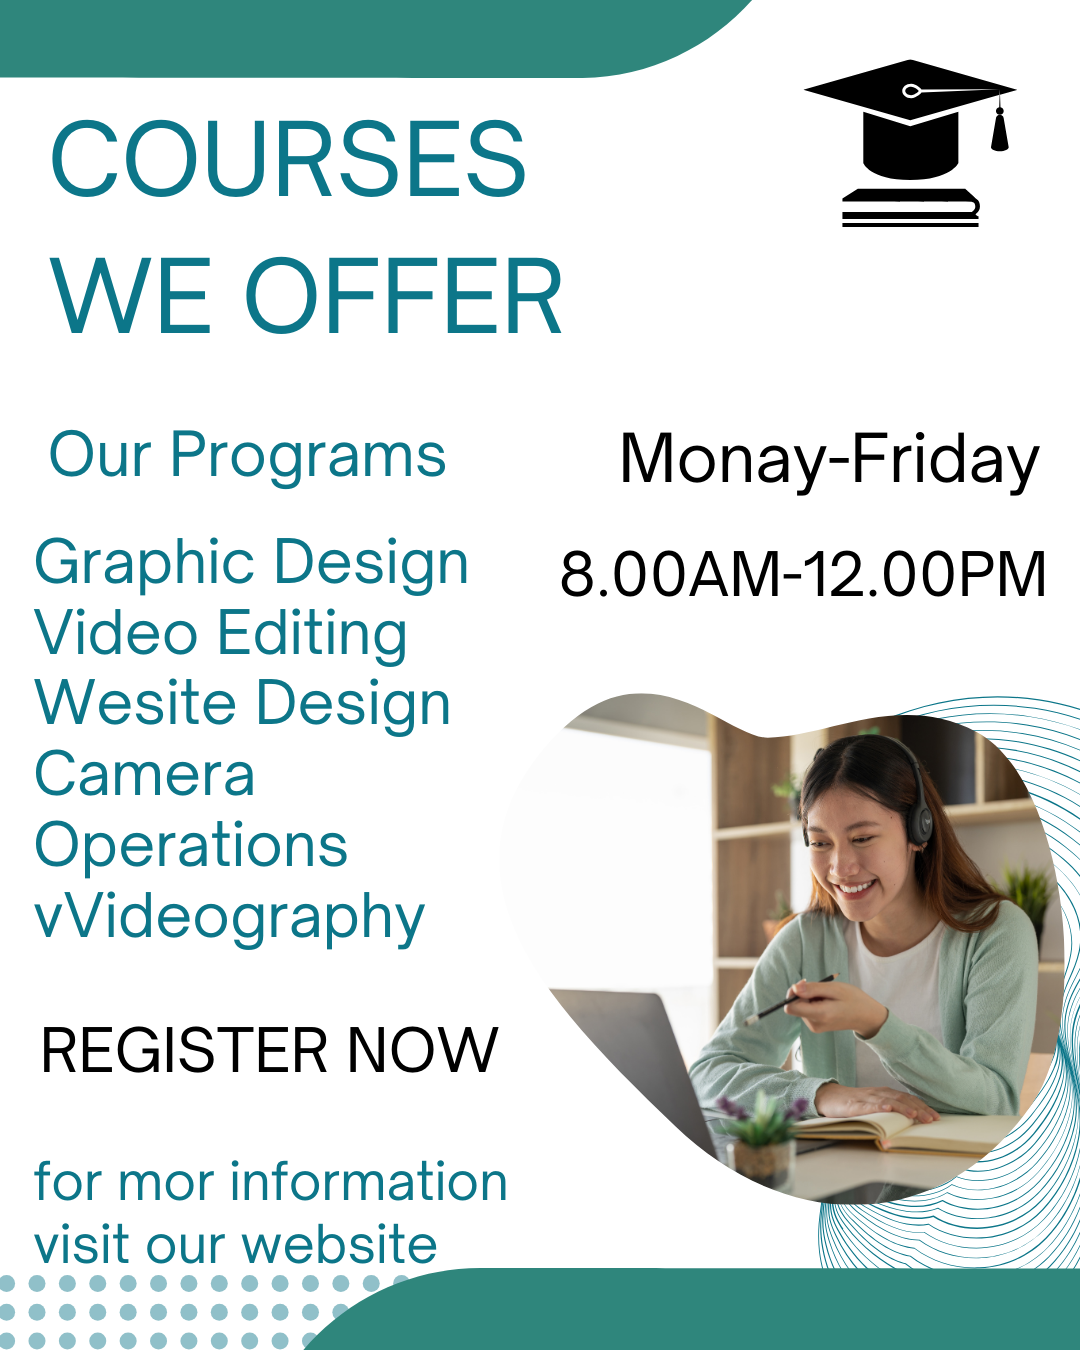 COURSES
WE OFFER
Our Programs
Monay-Friday
8.00AM-12.00PM
Graphic Design
Video Editing
Wesite Design
Camera
Operations
vVideography
REGISTER NOW
for mor information
visit our website